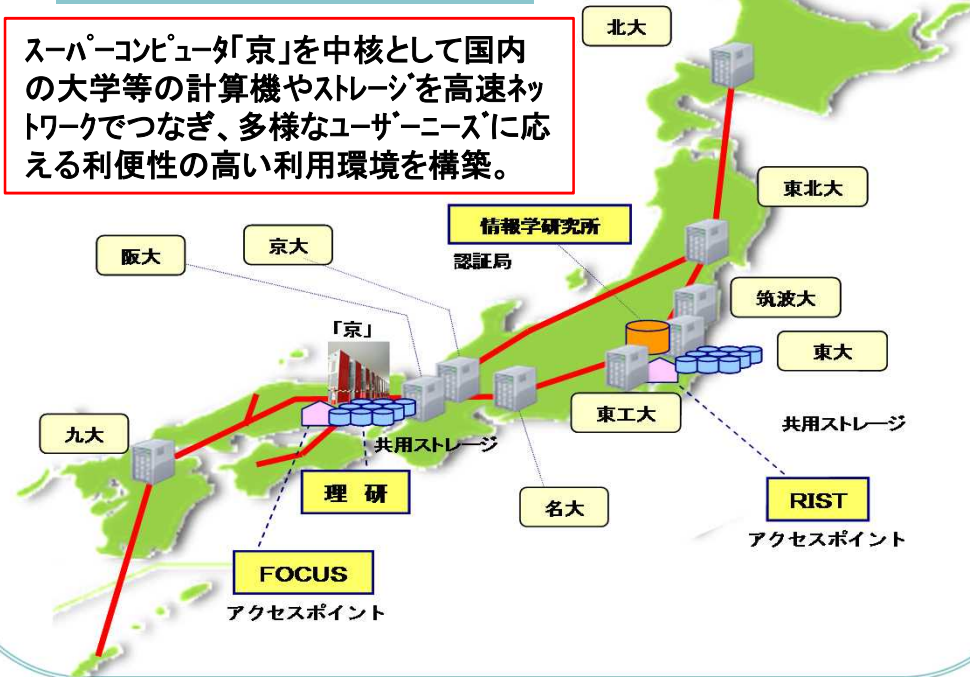 スーパーコンピュータ「京」を中核として国内
の大学等の計算機やストレージを高速ネッ
トワークでつなぎ、多様なユーザーニーズに応
える利便性の高い利用環境を構築。
北大
東北大
情報学研究所
認証局
京大
阪大
筑波大
「京」
東大
東工大
共用ストレージ
九大
共用ストレージ
理 研
名大
RIST
アクセスポイント
FOCUS
アクセスポイント